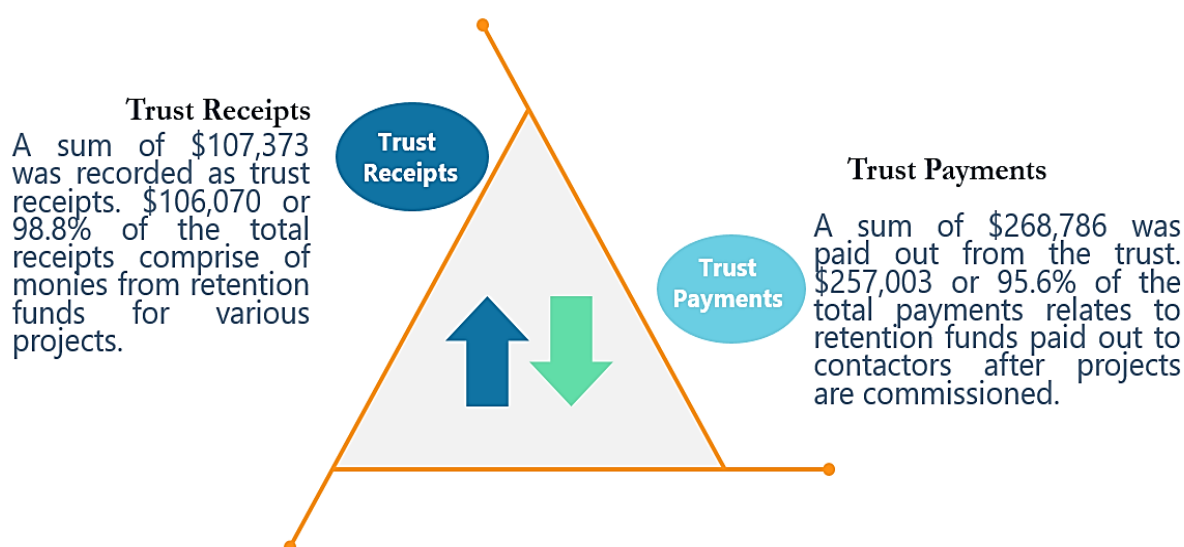 Trust Receipts
A sum of $107,373
was recorded as trust
receipts. $106,070 or
98.8% of the total
receipts comprise of
monies from retention
funds for various
projects.
Trust
Receipts
Trust
Payments
Trust Payments
A sum of $268,786 was
paid out from the trust.
$257,003 or 95.6% of the
total payments relates to
retention funds paid out to
contactors after projects
are commissioned.